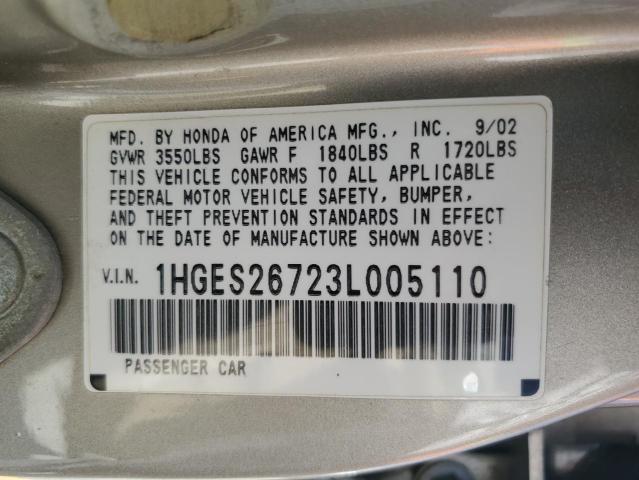 MFD. BY HONDA OF AMERICA MFG., INC. 9/02
GVWR 3550LBS GAWR F 1840LBS R 1720LBS
THIS VEHICLE CONFORMS TO ALL APPLICABLE
FEDERAL MOTOR VEHICLE SAFETY, BUMPER,
AND THEFT PREVENTION STANDARDS IN EFFECT
ON THE DATE OF MANUFACTURE SHOWN ABOVE:
V.I.N. 1HGES26723L005110
PASSENGER CAR